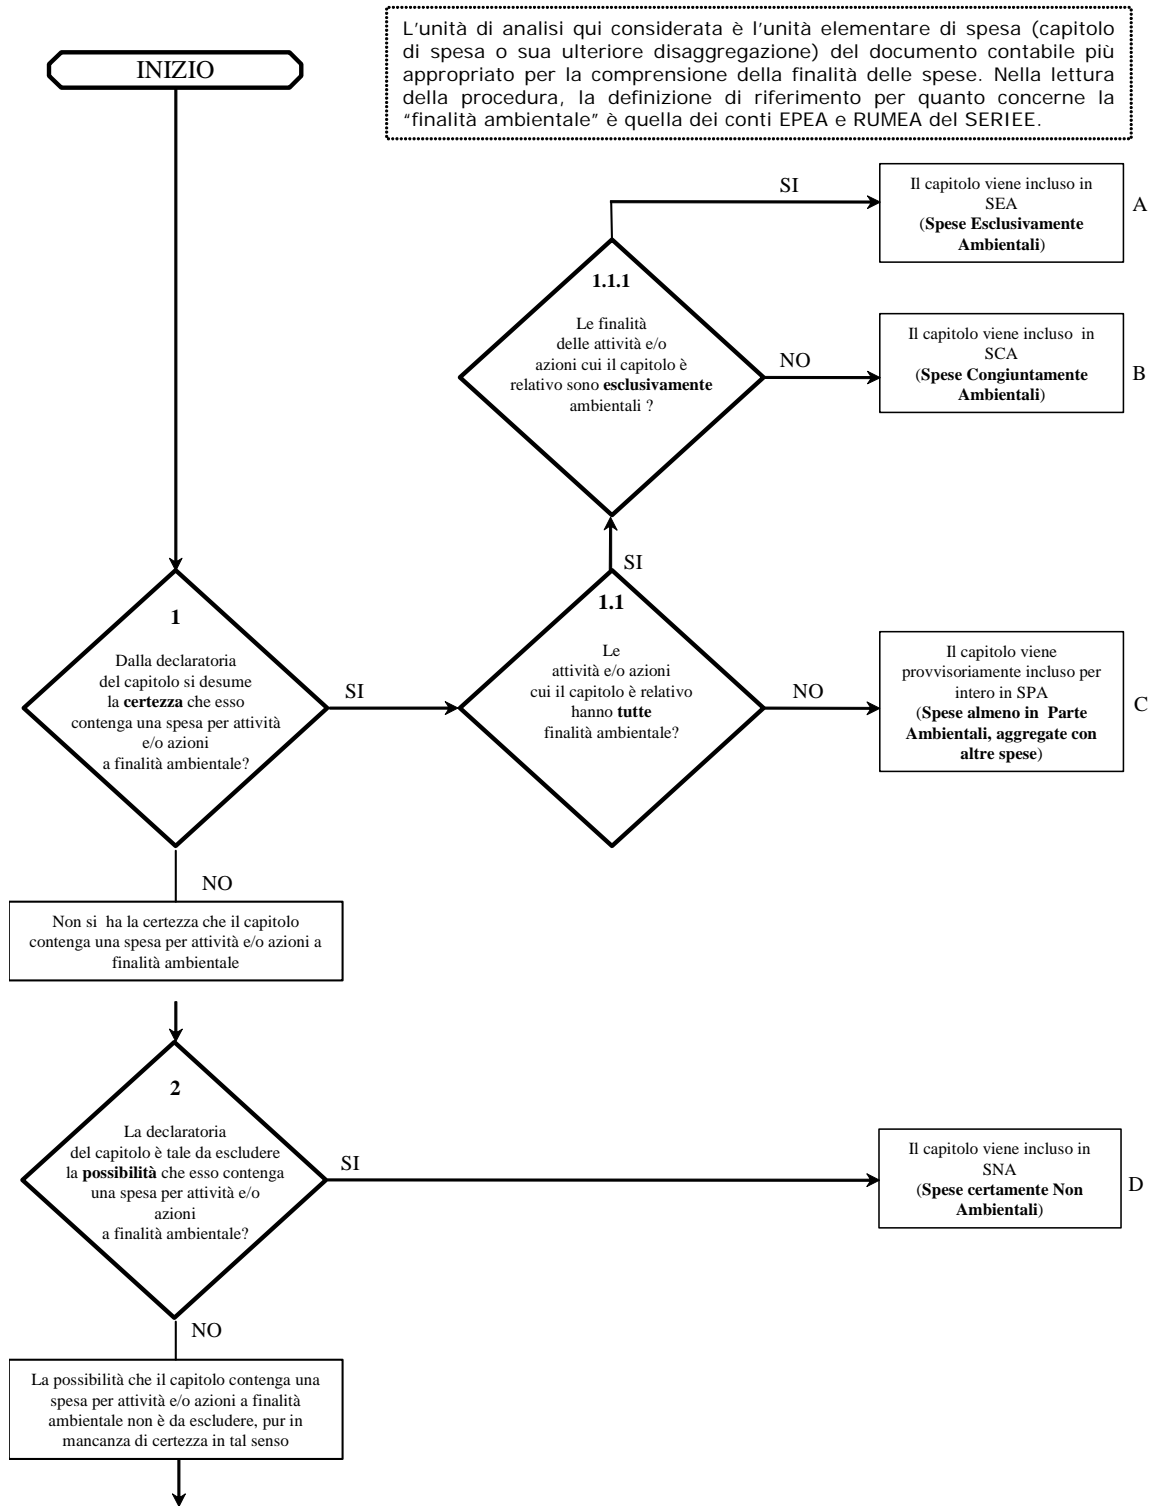 L'unità di analisi qui considerata è l'unità elementare di spesa (capitolo
di spesa o sua ulteriore disaggregazione) del documento contabile più
appropriato per la comprensione della finalità delle spese. Nella lettura
della procedura, la definizione di riferimento per quanto concerne la
"finalità ambientale" è quella dei conti EPEA e RUMEA del SERIEE.
INIZIO
SI
Il capitolo viene incluso in
SEA
(Spese Esclusivamente
Ambientali)
A
1.1.1
Le finalità
delle attività e/o
azioni cui il capitolo è
relativo sono esclusivamente
ambientali ?
NO
Il capitolo viene incluso in
SCA
(Spese Congiuntamente
Ambientali)
B
SI
1
Dalla declaratoria
del capitolo si desume
la certezza che esso
contenga una spesa per attività
e/o azioni
a finalità ambientale?
SI
1.1
Le
attività e/o azioni
cui il capitolo è relativo
hanno tutte
finalità ambientale?
NO
Il capitolo viene
provvisoriamente incluso per
intero in SPA
(Spese almeno in Parte
Ambientali, aggregate con
altre spese)
C
NO
Non si ha la certezza che il capitolo
contenga una spesa per attività e/o azioni a
finalità ambientale
2
La declaratoria
del capitolo è tale da escludere
la possibilità che esso contenga
una spesa per attività e/o
azioni
a finalità ambientale?
SI
Il capitolo viene incluso in
SNA
(Spese certamente Non
Ambientali)
D
NO
La possibilità che il capitolo contenga una
spesa per attività e/o azioni a finalità
ambientale non è da escludere, pur in
mancanza di certezza in tal senso